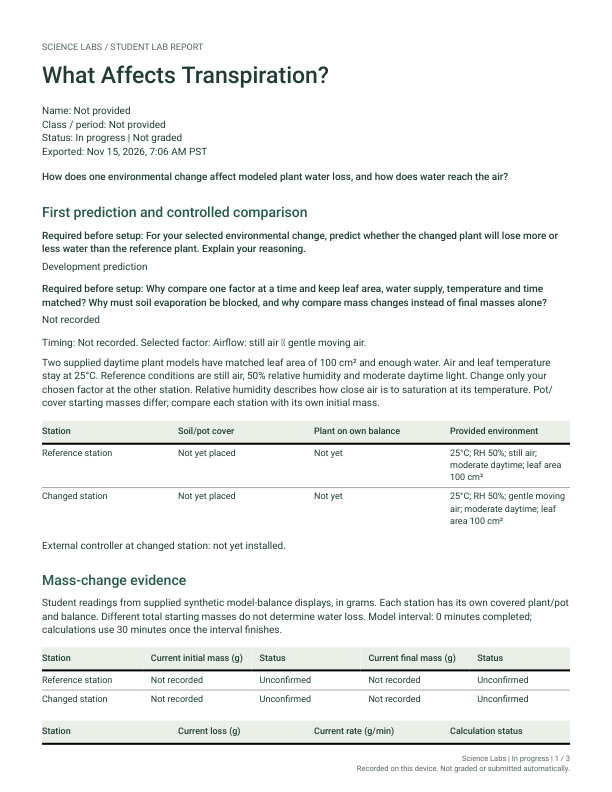 SCIENCE LABS / STUDENT LAB REPORT
What Affects Transpiration?
Name: Not provided
Class / period: Not provided
Status: In progress | Not graded
Exported: Nov 15, 2026, 7:06 AM PST
How does one environmental change affect modeled plant water loss, and how does water reach the air?
First prediction and controlled comparison
Required before setup: For your selected environmental change, predict whether the changed plant will lose more or
less water than the reference plant. Explain your reasoning.
Development prediction
Required before setup: Why compare one factor at a time and keep leaf area, water supply, temperature and time
matched? Why must soil evaporation be blocked, and why compare mass changes instead of final masses alone?
Not recorded
Timing: Not recorded. Selected factor: Airflow: still air ▯ gentle moving air.
Two supplied daytime plant models have matched leaf area of 100 cm² and enough water. Air and leaf temperature
stay at 25°C. Reference conditions are still air, 50% relative humidity and moderate daytime light. Change only your
chosen factor at the other station. Relative humidity describes how close air is to saturation at its temperature. Pot/
cover starting masses differ; compare each station with its own initial mass.
Station Soil/pot cover Plant on own balance Provided environment
Reference station Not yet placed Not yet 25°C; RH 50%; still air;
moderate daytime; leaf area
100 cm²
Changed station Not yet placed Not yet 25°C; RH 50%; gentle moving
air; moderate daytime; leaf
area 100 cm²
External controller at changed station: not yet installed.
Mass-change evidence
Student readings from supplied synthetic model-balance displays, in grams. Each station has its own covered plant/pot
and balance. Different total starting masses do not determine water loss. Model interval: 0 minutes completed;
calculations use 30 minutes once the interval finishes.
Station Current initial mass (g) Status Current final mass (g) Status
Reference station Not recorded Unconfirmed Not recorded Unconfirmed
Changed station Not recorded Unconfirmed Not recorded Unconfirmed
Station Current loss (g) Current rate (g/min) Calculation status
Science Labs | In progress | 1 / 3
Recorded on this device. Not graded or submitted automatically.